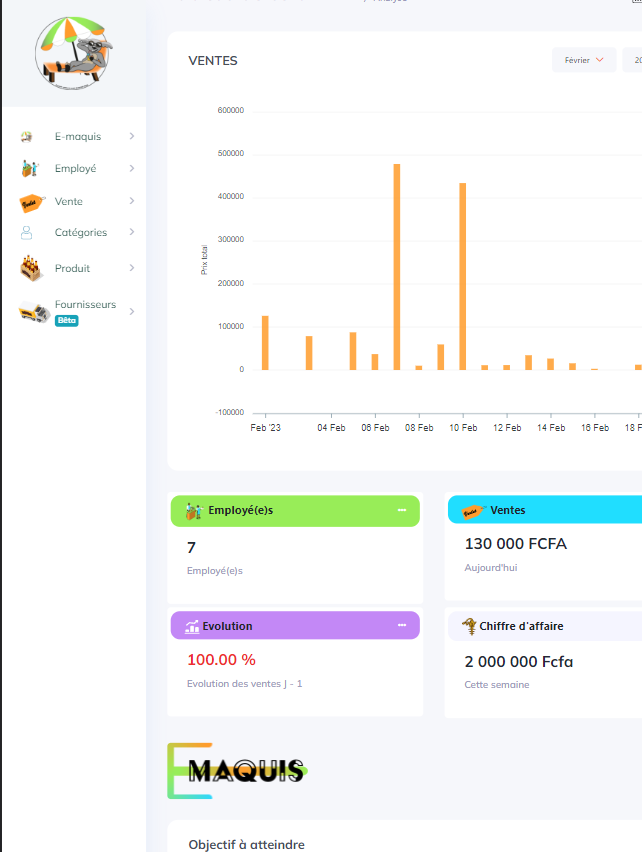 VENTES
Février
20
600000
500000
400000
300000
200000
100000
0
-100000
Prix total
Feb '23
04 Feb
06 Feb
08 Feb
10 Feb
12 Feb
14 Feb
16 Feb
18 F
E-maquis
Employé
Vente
Catégories
Produit
Fournisseurs
Bêta
Employé(e)s
7
Employé(e)s
Ventes
130 000 FCFA
Aujourd'hui
Evolution
100.00 %
Evolution des ventes J - 1
Chiffre d'affaire
2 000 000 Fcfa
Cette semaine
E MAQUIS
Objectif à atteindre